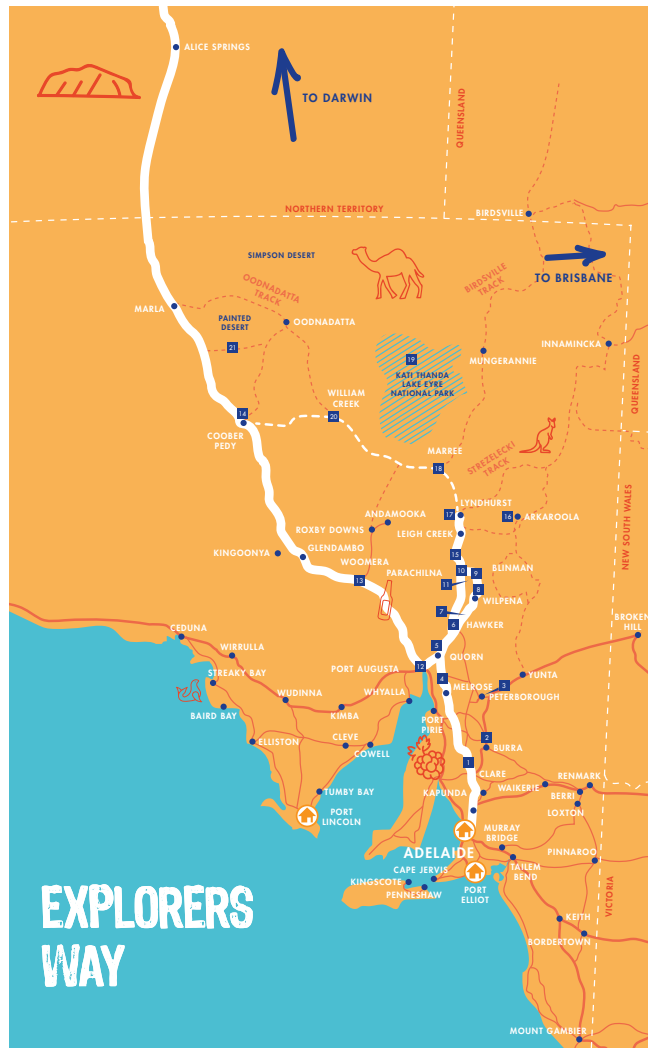 ALICE SPRINGS
TO DARWIN
QUEENSLAND
NORTHERN TERRITORY
BIRDSVILLE
SIMPSON DESERT
TO BRISBANE
BIRDSVILLE
TRACK
OODNADATTA
TRACK
MARLA
PAINTED
DESERT
OODNADATTA
21
INNAMINCKA
MUNGERANNIE
19
KATI THANDA
LAKE EYRE
NATIONAL PARK
QUEENSLAND
WILLIAM
CREEK
20
14
COOBER
PEDY
MARREE
18
STREZELECKI
TRACK
NEW SOUTH WALES
LYNDHURST
17
16
ARKAROOLA
ANDAMOOKA
ROXBY DOWNS
LEIGH CREEK
KINGOONYA
GLENDAMBO
15
WOOMERA
13
PARACHILNA
10
9
BLINMAN
11
8
WILPENA
7
6
HAWKER
BROKEN
HILL
CEDUNA
WIRRULLA
5
QUORN
PORT AUGUSTA
12
STREAKY BAY
4
MELROSE
3
YUNTA
PETERBOROUGH
WUDINNA
WHYALLA
BAIRD BAY
KIMBA
PORT
PIRIE
ELLISTON
CLEVE
COWELL
2
BURRA
1
CLARE
RENMARK
TUMBY BAY
KAPUNDA
WAIKERIE
BERRI
LOXTON
PORT
LINCOLN
MURRAY
BRIDGE
ADELAIDE
PINNAROO
CAPE JERVIS
TAILEM
BEND
KINGSCOTE
PENNESHAW
PORT
ELLIOT
VICTORIA
EXPLORERS
WAY
KEITH
BORDERTOWN
MOUNT GAMBIER